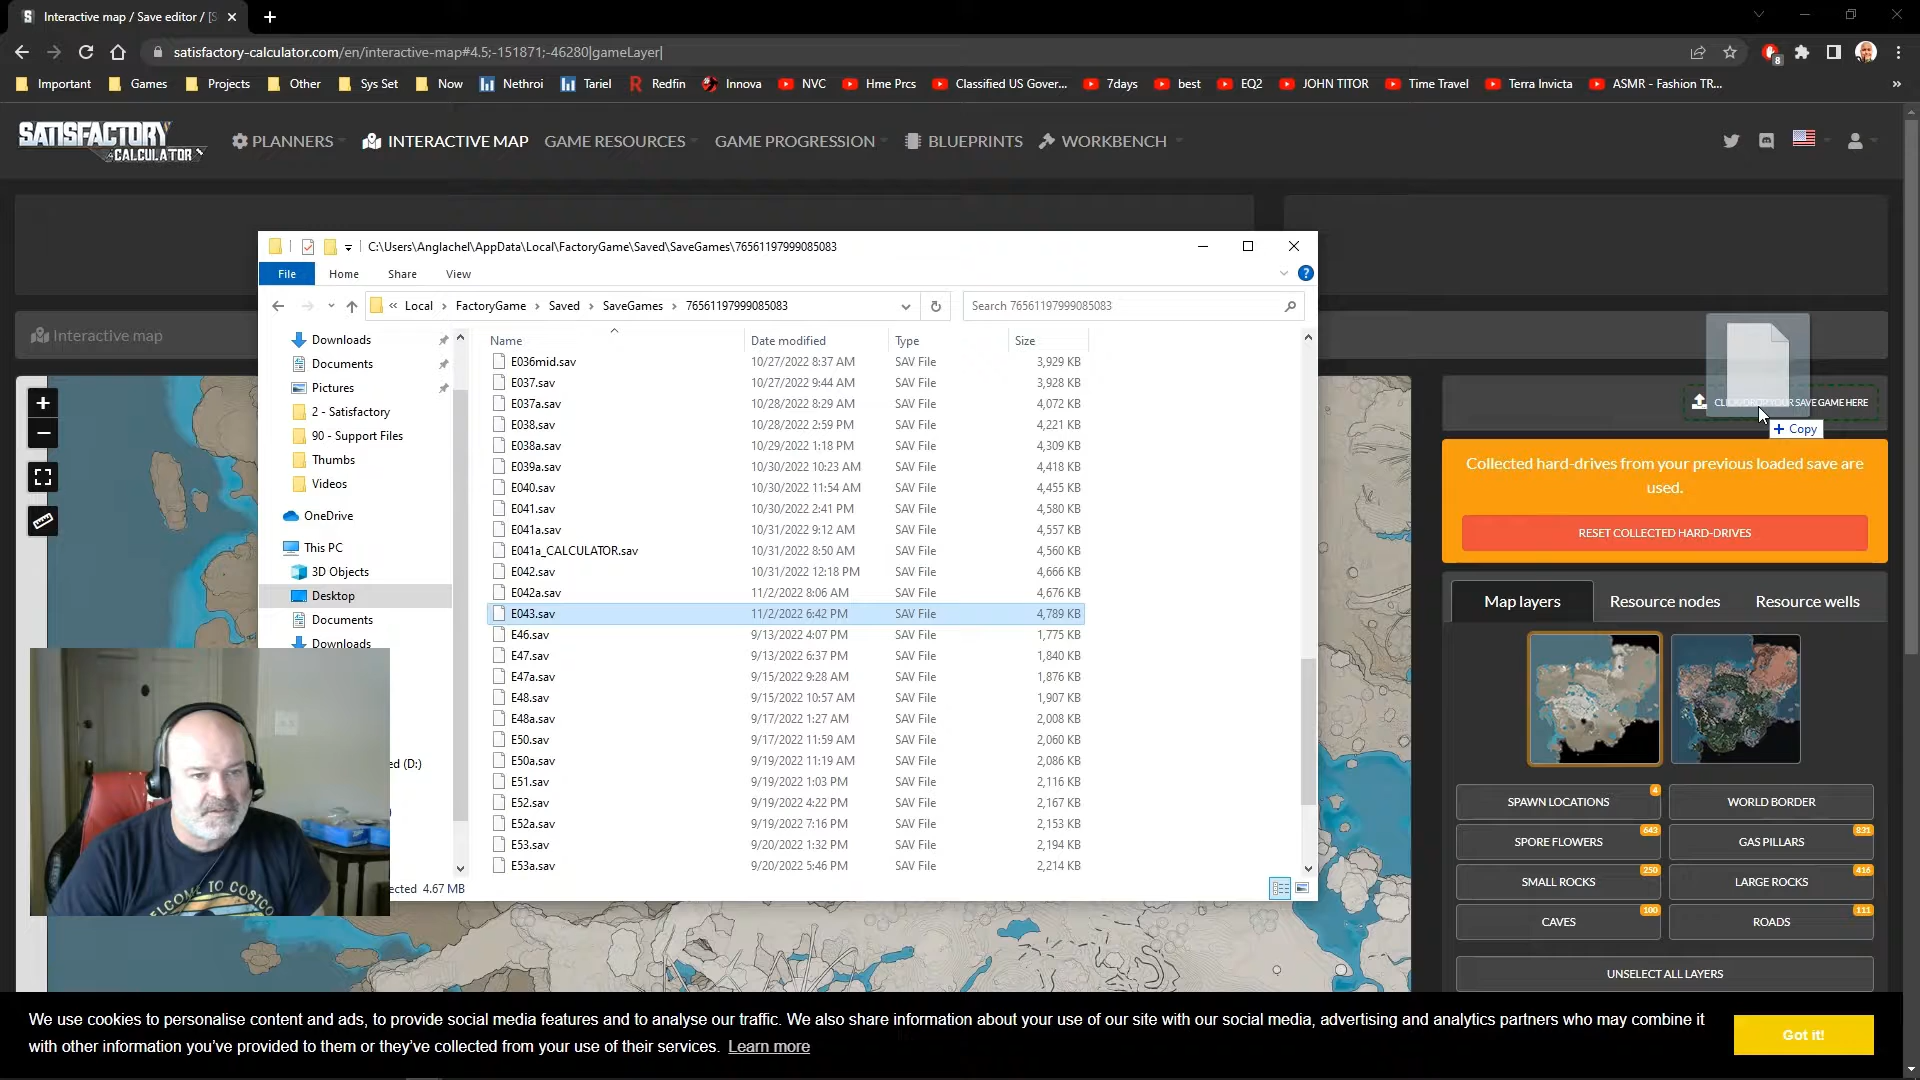 Interactive map / Save editor / [S
satisfactory-calculator.com/en/interactive-map#4.5;-151871;-46280|gameLayer|
8
Important Games Projects Other Sys Set Now Nethroi Tariel Redfin Innova NVC Hme Prcs Classified US Gover... 7days best EQ2 JOHN TITOR Time Travel Terra Invicta ASMR - Fashion TR...
SATISFACTORY
CALCULATOR
PLANNERS INTERACTIVE MAP GAME RESOURCES GAME PROGRESSION BLUEPRINTS WORKBENCH
Interactive map
C:\Users\Anglachel\AppData\Local\FactoryGame\Saved\SaveGames\76561197999085083
File Home Share View
« Local › FactoryGame › Saved › SaveGames › 76561197999085083
Search 76561197999085083
Downloads
Documents
Pictures
2 - Satisfactory
90 - Support Files
Thumbs
Videos
OneDrive
This PC
3D Objects
Desktop
Documents
Downloads
ed (D:)
Name Date modified Type Size
E036mid.sav 10/27/2022 8:37 AM SAV File 3,929 KB
E037.sav 10/27/2022 9:44 AM SAV File 3,928 KB
E037a.sav 10/28/2022 8:29 AM SAV File 4,072 KB
E038.sav 10/28/2022 2:59 PM SAV File 4,221 KB
E038a.sav 10/29/2022 1:18 PM SAV File 4,309 KB
E039a.sav 10/30/2022 10:23 AM SAV File 4,418 KB
E040.sav 10/30/2022 11:54 AM SAV File 4,455 KB
E041.sav 10/30/2022 2:41 PM SAV File 4,580 KB
E041a.sav 10/31/2022 9:12 AM SAV File 4,557 KB
E041a_CALCULATOR.sav 10/31/2022 8:50 AM SAV File 4,560 KB
E042.sav 10/31/2022 12:18 PM SAV File 4,666 KB
E042a.sav 11/2/2022 8:06 AM SAV File 4,676 KB
E043.sav 11/2/2022 6:42 PM SAV File 4,789 KB
E46.sav 9/13/2022 4:07 PM SAV File 1,775 KB
E47.sav 9/13/2022 6:37 PM SAV File 1,840 KB
E47a.sav 9/15/2022 9:28 AM SAV File 1,876 KB
E48.sav 9/15/2022 10:57 AM SAV File 1,907 KB
E48a.sav 9/17/2022 1:27 AM SAV File 2,008 KB
E50.sav 9/17/2022 11:59 AM SAV File 2,060 KB
E50a.sav 9/19/2022 11:19 AM SAV File 2,086 KB
E51.sav 9/19/2022 1:03 PM SAV File 2,116 KB
E52.sav 9/19/2022 4:22 PM SAV File 2,167 KB
E52a.sav 9/19/2022 7:16 PM SAV File 2,153 KB
E53.sav 9/20/2022 1:32 PM SAV File 2,194 KB
E53a.sav 9/20/2022 5:46 PM SAV File 2,214 KB
ected 4.67 MB
ELCOME TO COSTCO
CLICK/DROP YOUR SAVE GAME HERE
+ Copy
Collected hard-drives from your previous loaded save are
used.
RESET COLLECTED HARD-DRIVES
Map layers Resource nodes Resource wells
SPAWN LOCATIONS 4 WORLD BORDER
SPORE FLOWERS 643 GAS PILLARS 831
SMALL ROCKS 250 LARGE ROCKS 416
CAVES 100 ROADS 111
UNSELECT ALL LAYERS
We use cookies to personalise content and ads, to provide social media features and to analyse our traffic. We also share information about your use of our site with our social media, advertising and analytics partners who may combine it
with other information you've provided to them or they've collected from your use of their services. Learn more
Got it!